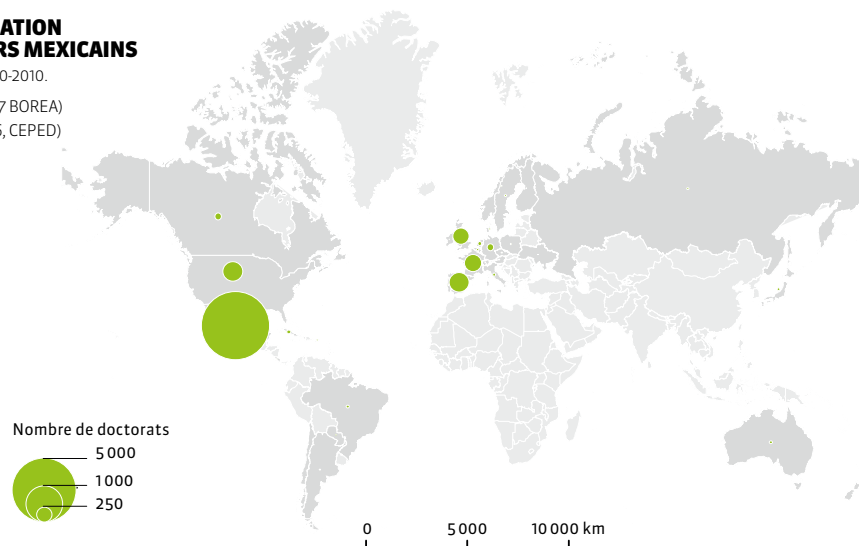 ATION
RS MEXICAINS
0-2010.
7 BOREA)
, CEPED)
Nombre de doctorats
5 000
1 000
250
0 5 000 10 000 km